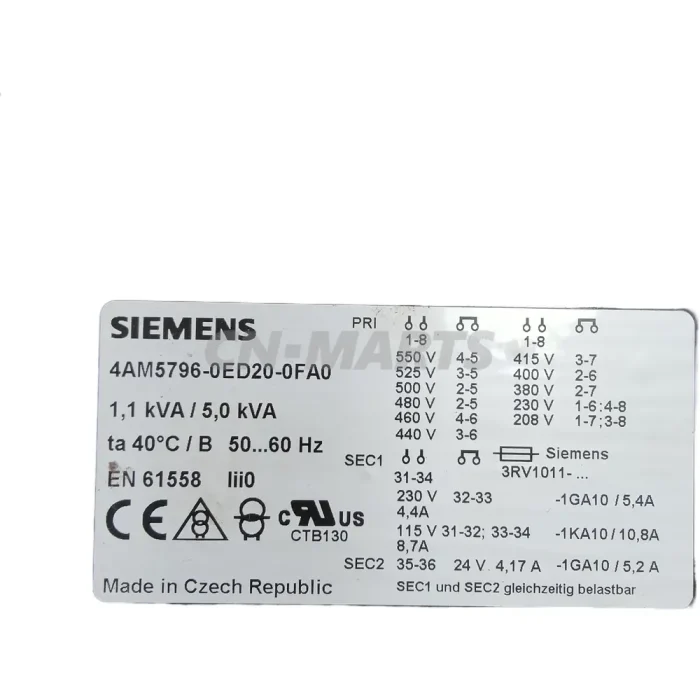 SIEMENS
4AM5796-0ED20-0FA0
1,1 kVA / 5,0 kVA
ta 40°C / B 50...60 Hz
EN 61558 Iii0
CE
c RU US
CTB130
Made in Czech Republic
PRI
1-8 1-8
550 V 4-5 415 V 3-7
525 V 3-5 400 V 2-6
500 V 2-5 380 V 2-7
480 V 2-5 230 V 1-6;4-8
460 V 4-6 208 V 1-7;3-8
440 V 3-6
SEC1 Siemens
31-34 3RV1011-...
230 V 32-33 -1GA10 / 5,4A
4,4A
115 V 31-32; 33-34 -1KA10 / 10,8A
8,7A
SEC2 35-36 24 V 4,17 A -1GA10 / 5,2 A
SEC1 und SEC2 gleichzeitig belastbar
CN-MARTS